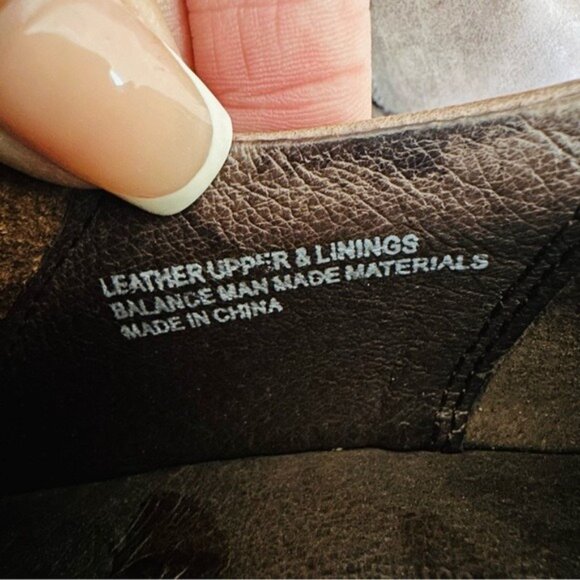 LEATHER UPPER & LININGS
BALANCE MAN MADE MATERIALS
MADE IN CHINA